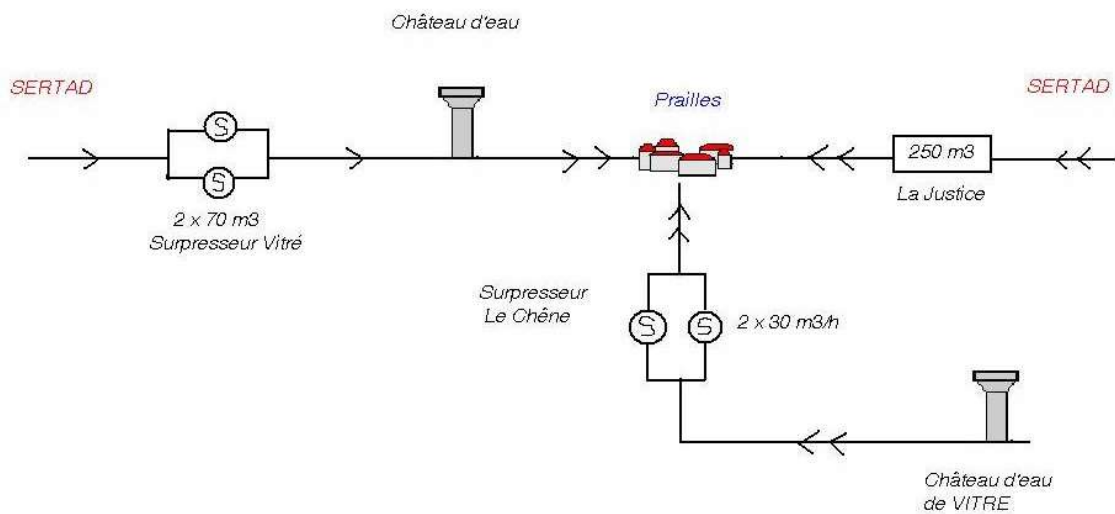 Château d'eau
SERTAD
Prailles
SERTAD
S
S
250 m3
La Justice
2 x 70 m3
Surpresseur Vitré
Surpresseur
Le Chêne
S
S
2 x 30 m3/h
Château d'eau
de VITRE